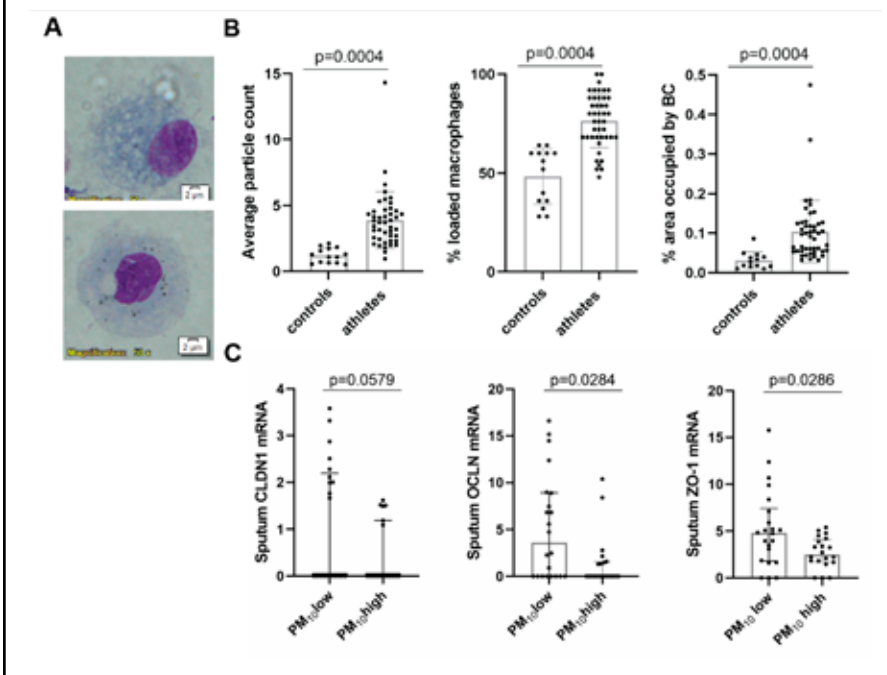 A
B
p=0.0004
p=0.0004
p=0.0004
Average particle count
15
10
5
0
controls
athletes
% loaded macrophages
100
50
0
controls
athletes
% area occupied by BC
0.5
0.4
0.3
0.2
0.1
0.0
controls
athletes
2 µm
Magnification: 50 x
2 µm
C
p=0.0579
p=0.0284
p=0.0286
Sputum CLDN1 mRNA
4
3
2
1
0
PM₁₀low
PM₁₀high
Sputum OCLN mRNA
20
15
10
5
0
PM₁₀low
PM₁₀high
Sputum ZO-1 mRNA
20
15
10
5
0
PM₁₀ low
PM₁₀ high